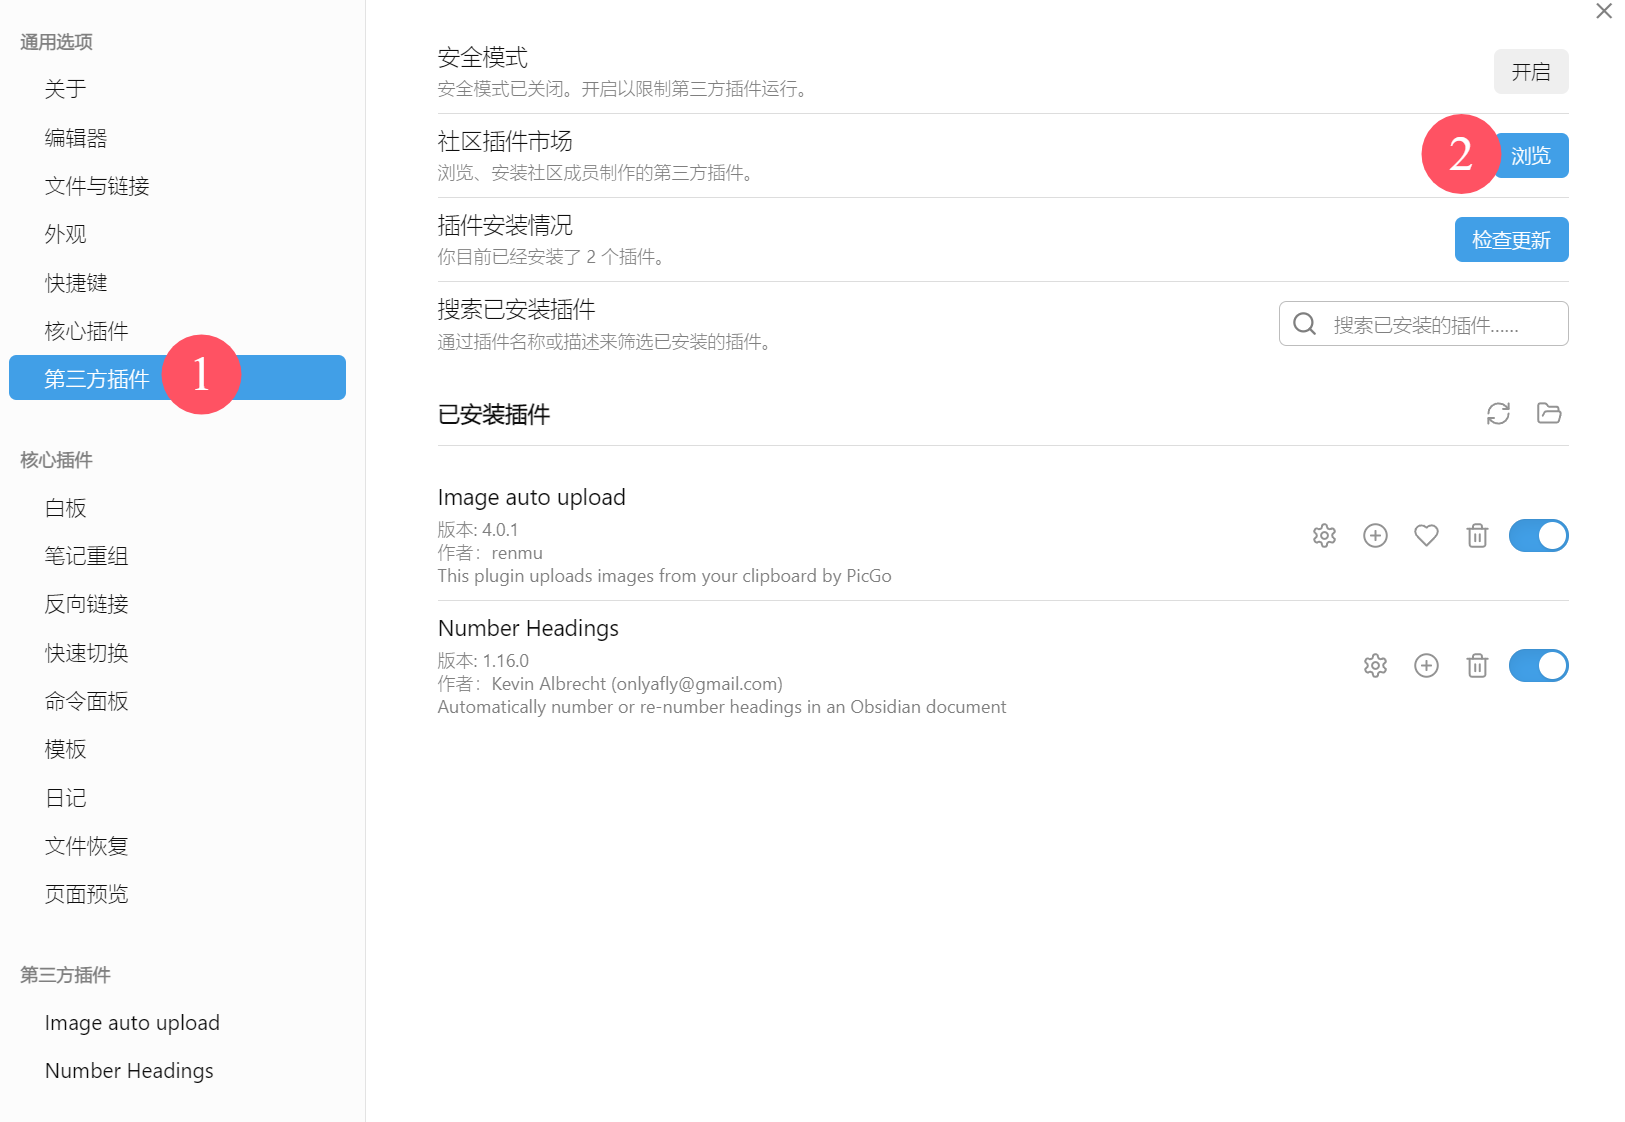 通用选项
关于
编辑器
文件与链接
外观
快捷键
核心插件
第三方插件 1
核心插件
白板
笔记重组
反向链接
快速切换
命令面板
模板
日记
文件恢复
页面预览
第三方插件
Image auto upload
Number Headings
安全模式
安全模式已关闭。开启以限制第三方插件运行。
开启
社区插件市场
浏览、安装社区成员制作的第三方插件。
2 浏览
插件安装情况
你目前已经安装了 2 个插件。
检查更新
搜索已安装插件
通过插件名称或描述来筛选已安装的插件。
搜索已安装的插件......
已安装插件
Image auto upload
版本: 4.0.1
作者：renmu
This plugin uploads images from your clipboard by PicGo
Number Headings
版本: 1.16.0
作者：Kevin Albrecht (onlyafly@gmail.com)
Automatically number or re-number headings in an Obsidian document